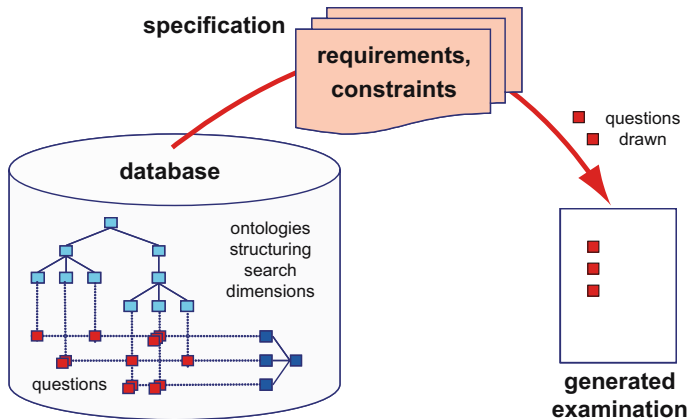 specification
requirements,
constraints
questions
drawn
database
ontologies
structuring
search
dimensions
questions
generated
examination